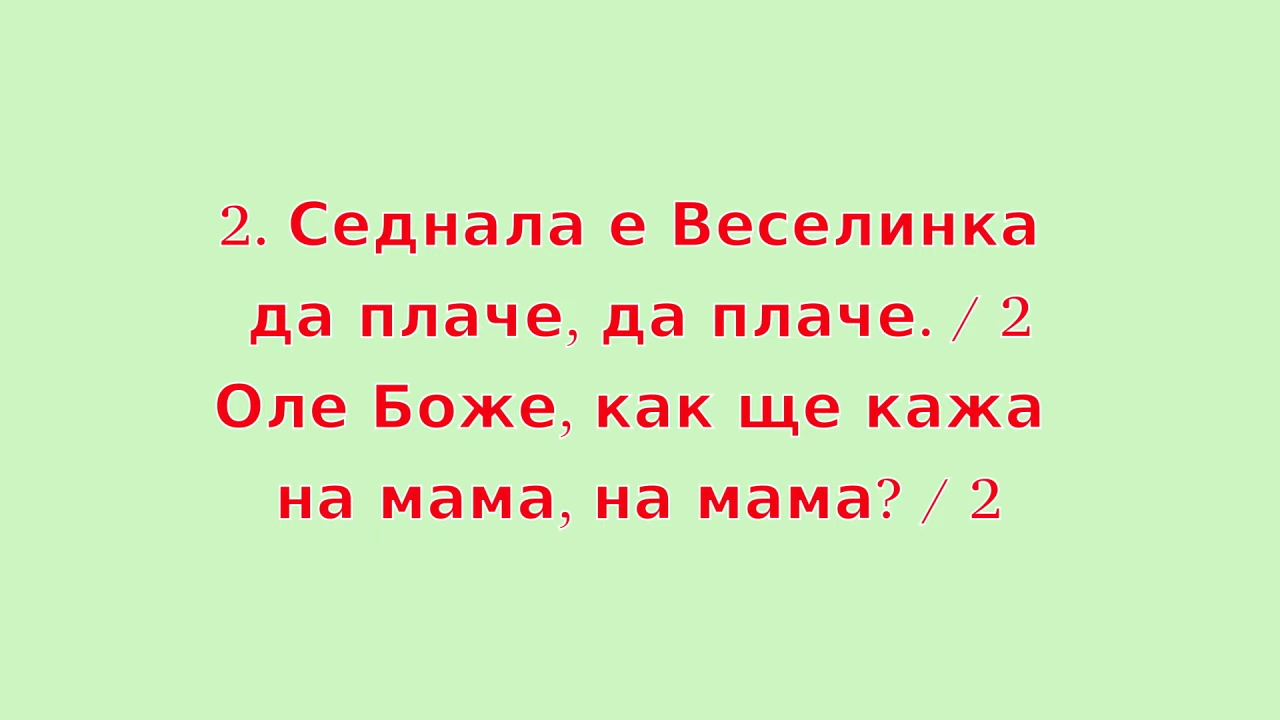 2. Седнала е Веселинка
да плаче, да плаче. / 2
Оле Боже, как ще кажа
на мама, на мама? / 2